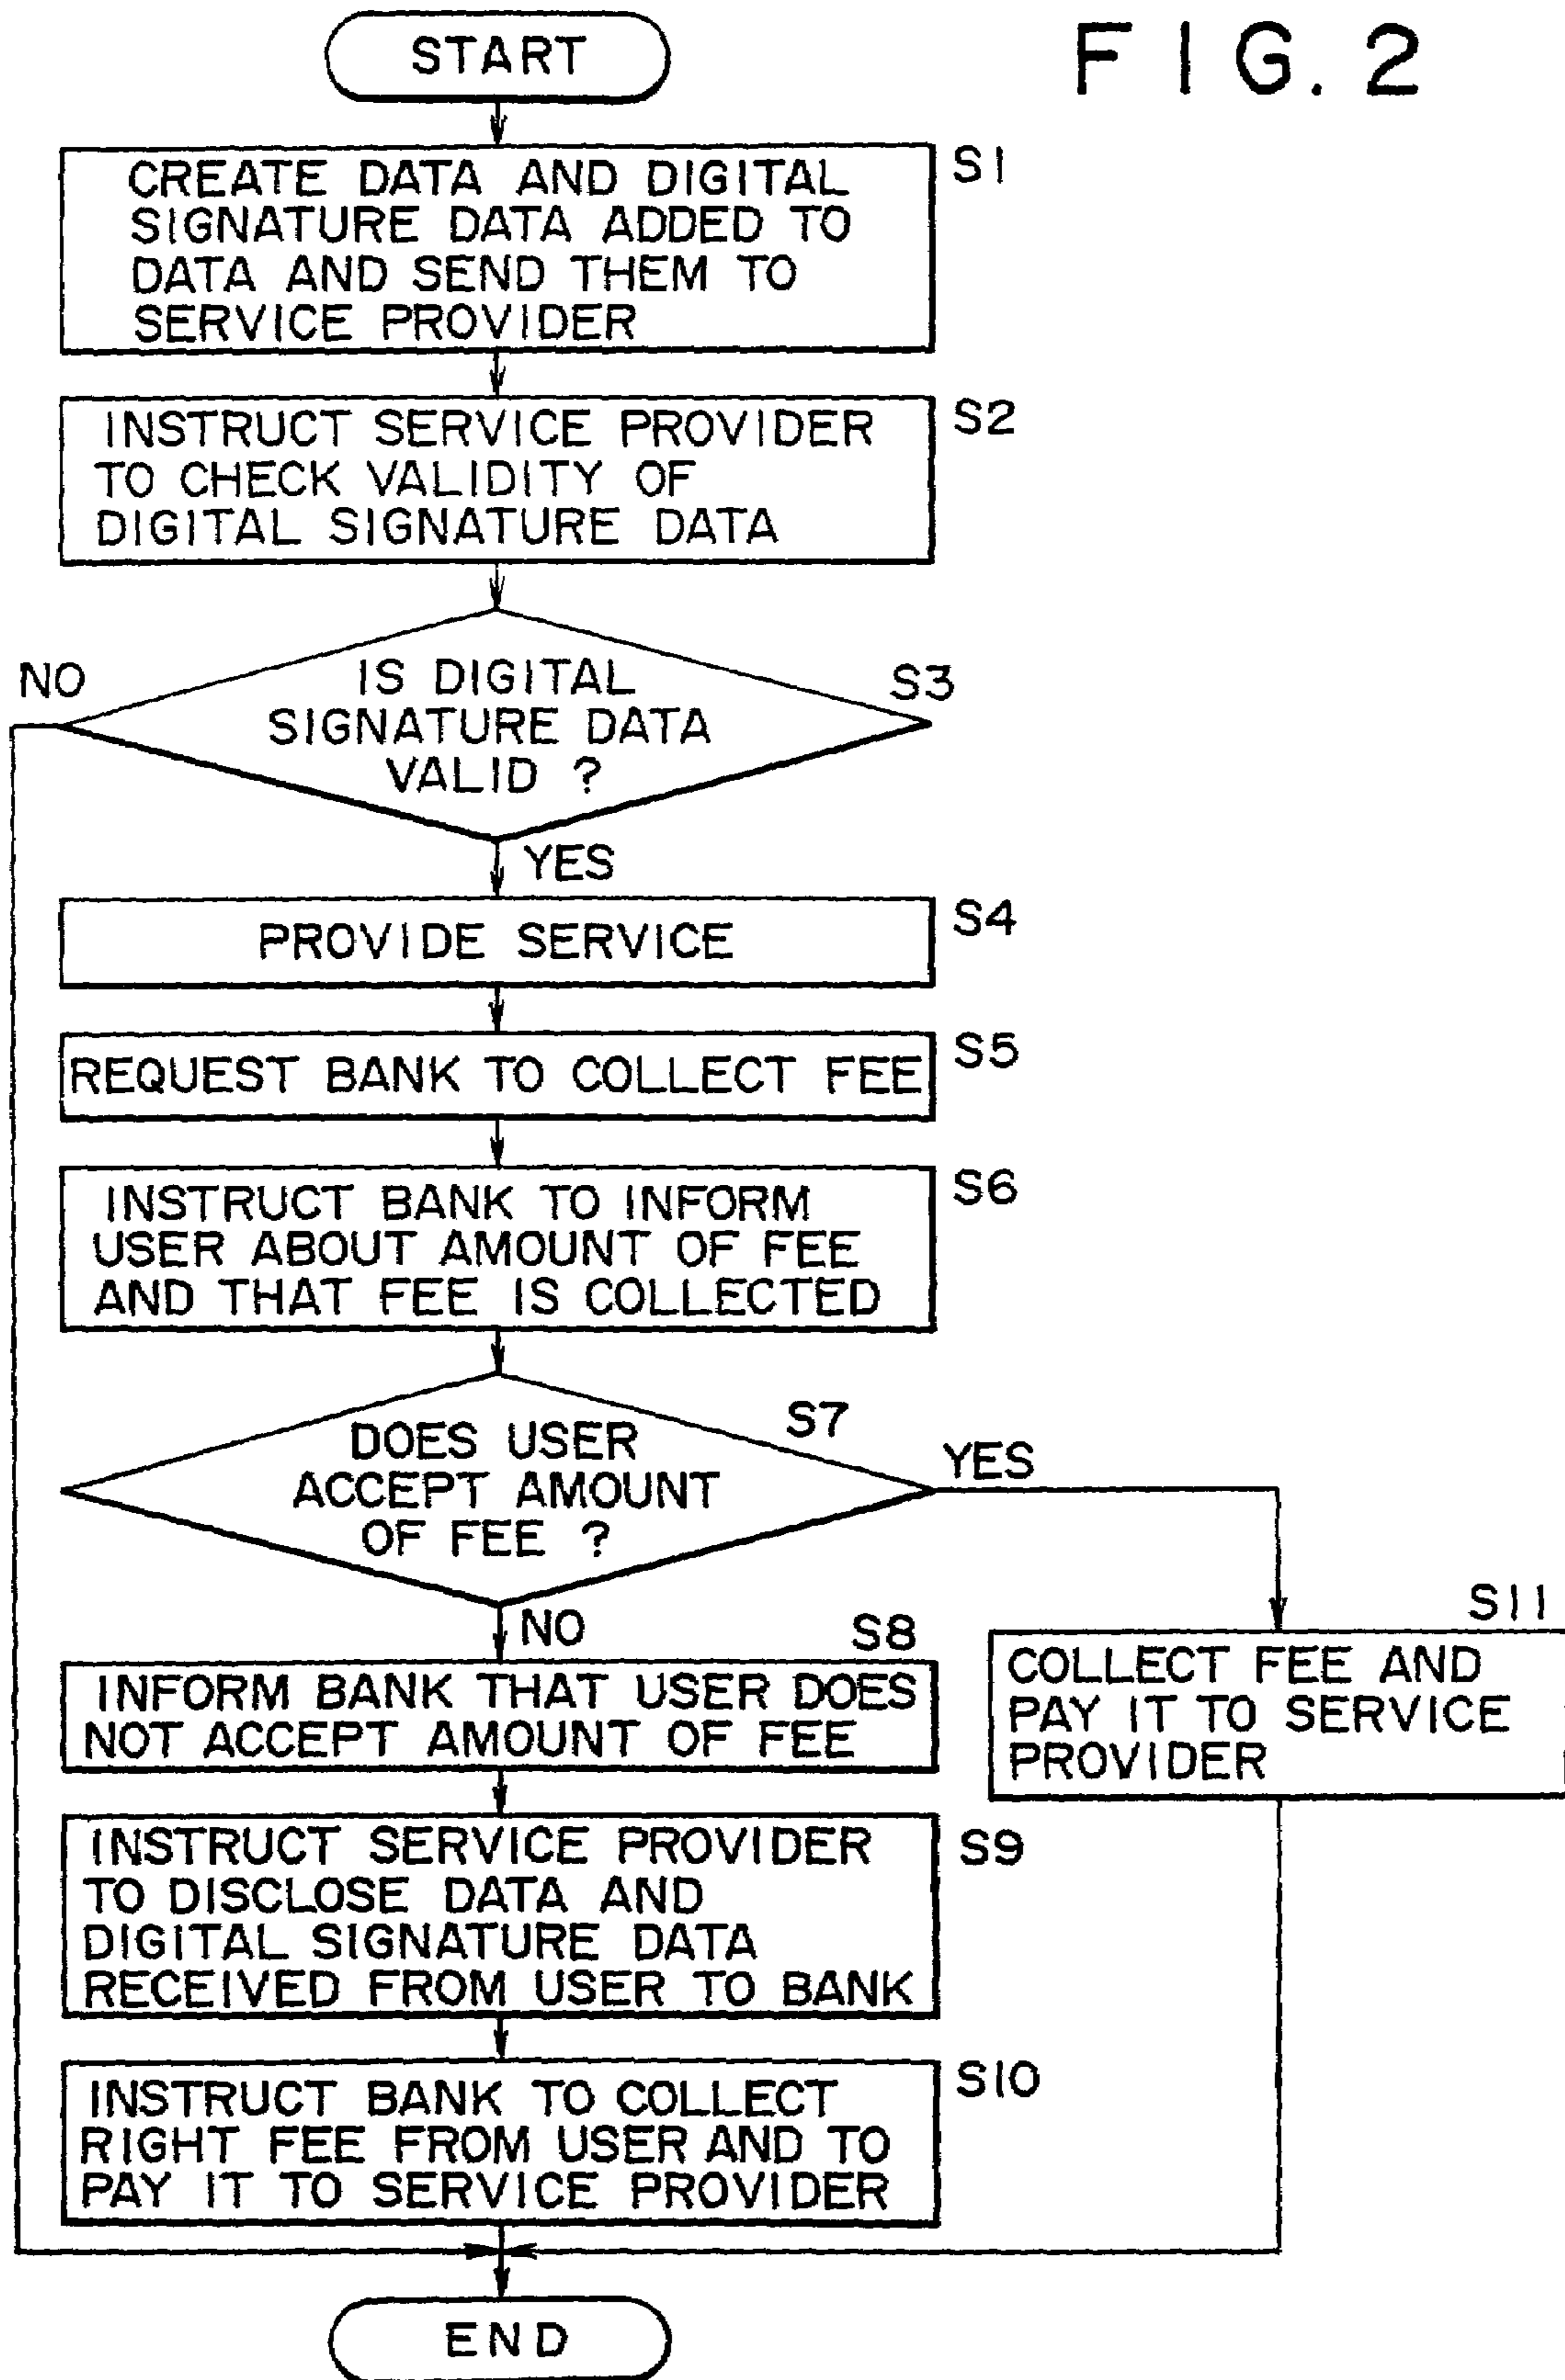 FIG. 2
START
CREATE DATA AND DIGITAL
SIGNATURE DATA ADDED TO
DATA AND SEND THEM TO
SERVICE PROVIDER
S1
INSTRUCT SERVICE PROVIDER
TO CHECK VALIDITY OF
DIGITAL SIGNATURE DATA
S2
IS DIGITAL
SIGNATURE DATA
VALID ?
S3
NO
YES
PROVIDE SERVICE
S4
REQUEST BANK TO COLLECT FEE
S5
INSTRUCT BANK TO INFORM
USER ABOUT AMOUNT OF FEE
AND THAT FEE IS COLLECTED
S6
DOES USER
ACCEPT AMOUNT
OF FEE ?
S7
YES
NO
S8
INFORM BANK THAT USER DOES
NOT ACCEPT AMOUNT OF FEE
S11
COLLECT FEE AND
PAY IT TO SERVICE
PROVIDER
INSTRUCT SERVICE PROVIDER
TO DISCLOSE DATA AND
DIGITAL SIGNATURE DATA
RECEIVED FROM USER TO BANK
S9
INSTRUCT BANK TO COLLECT
RIGHT FEE FROM USER AND TO
PAY IT TO SERVICE PROVIDER
S10
END